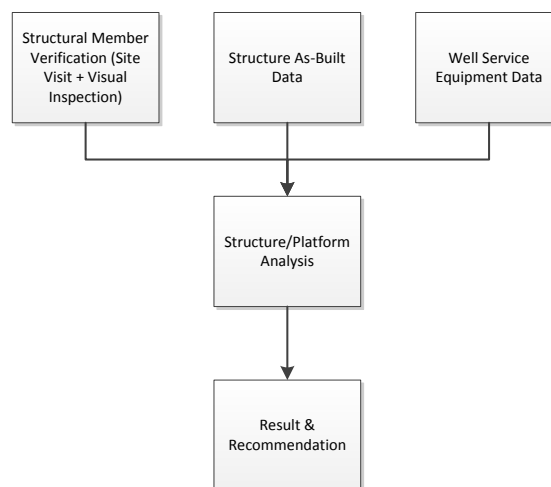 Structural Member
Verification (Site
Visit + Visual
Inspection)
Structure As-Built
Data
Well Service
Equipment Data
Structure/Platform
Analysis
Result &
Recommendation